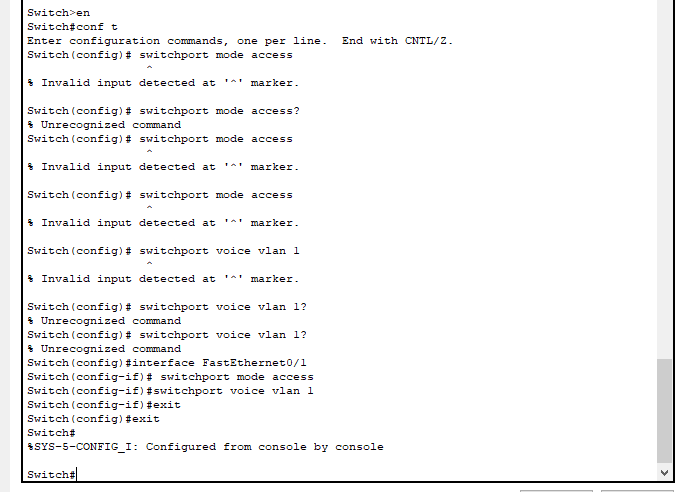 Switch>en
Switch#conf t
Enter configuration commands, one per line.  End with CNTL/Z.
Switch(config)# switchport mode access
^
% Invalid input detected at '^' marker.
Switch(config)# switchport mode access?
% Unrecognized command
Switch(config)# switchport mode access
^
% Invalid input detected at '^' marker.
Switch(config)# switchport mode access
^
% Invalid input detected at '^' marker.
Switch(config)# switchport voice vlan 1
^
% Invalid input detected at '^' marker.
Switch(config)# switchport voice vlan 1?
% Unrecognized command
Switch(config)# switchport voice vlan 1?
% Unrecognized command
Switch(config)#interface FastEthernet0/1
Switch(config-if)# switchport mode access
Switch(config-if)#switchport voice vlan 1
Switch(config-if)#exit
Switch(config)#exit
Switch#
%SYS-5-CONFIG_I: Configured from console by console
Switch#